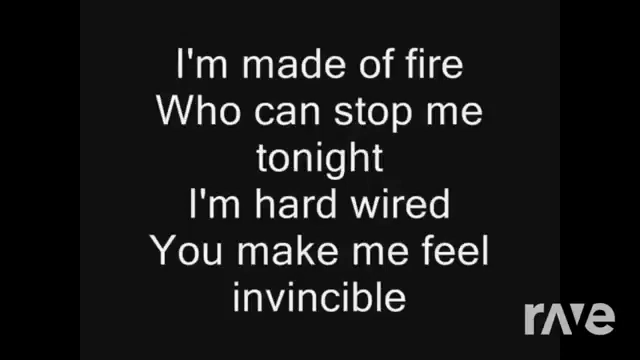 I'm made of fire
Who can stop me
tonight
I'm hard wired
You make me feel
invincible
rave